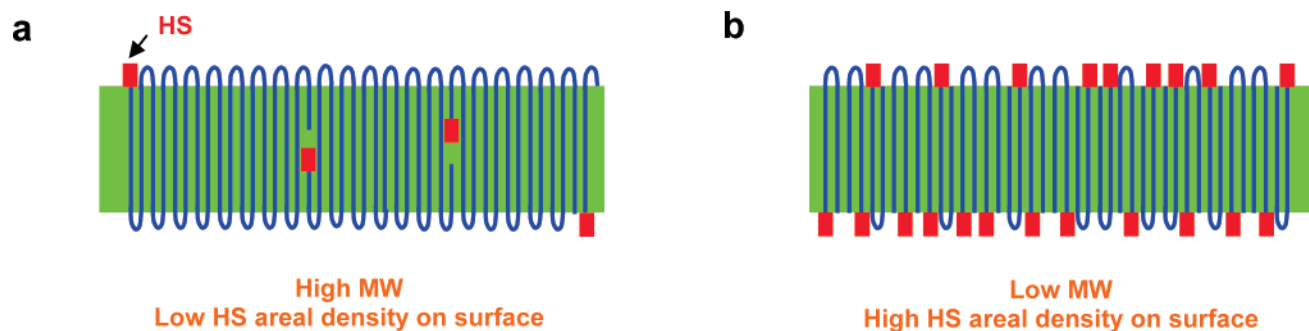 a
HS
High MW
Low HS areal density on surface
b
Low MW
High HS areal density on surface